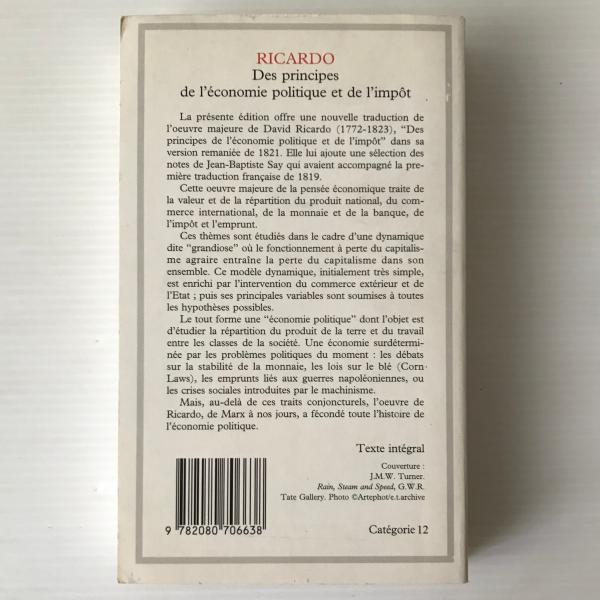 RICARDO
Des principes
de l'économie politique et de l'impôt
La présente édition offre une nouvelle traduction de
l'oeuvre majeure de David Ricardo (1772-1823), "Des
principes de l'économie politique et de l'impôt" dans sa
version remaniée de 1821. Elle lui ajoute une sélection des
notes de Jean-Baptiste Say qui avaient accompagné la pre-
mière traduction française de 1819.
Cette oeuvre majeure de la pensée économique traite de
la valeur et de la répartition du produit national, du com-
merce international, de la monnaie et de la banque, de
l'impôt et l'emprunt.
Ces thèmes sont étudiés dans le cadre d'une dynamique
dite "grandiose" où le fonctionnement à perte du capitalis-
me agraire entraîne la perte du capitalisme dans son
ensemble. Ce modèle dynamique, initialement très simple,
est enrichi par l'intervention du commerce extérieur et de
l'Etat ; puis ses principales variables sont soumises à toutes
les hypothèses possibles.
Le tout forme une "économie politique" dont l'objet est
d'étudier la répartition du produit de la terre et du travail
entre les classes de la société. Une économie surdétermi-
née par les problèmes politiques du moment : les débats
sur la stabilité de la monnaie, les lois sur le blé (Corn-
Laws), les emprunts liés aux guerres napoléoniennes, ou
les crises sociales introduites par le machinisme.
Mais, au-delà de ces traits conjoncturels, l'oeuvre de
Ricardo, de Marx à nos jours, a fécondé toute l'histoire de
l'économie politique.
Texte intégral
Couverture :
J.M.W. Turner.
Rain, Steam and Speed, G.W.R.
Tate Gallery. Photo ©Artephot/e.t.archive
9 782080 706638
Catégorie 12